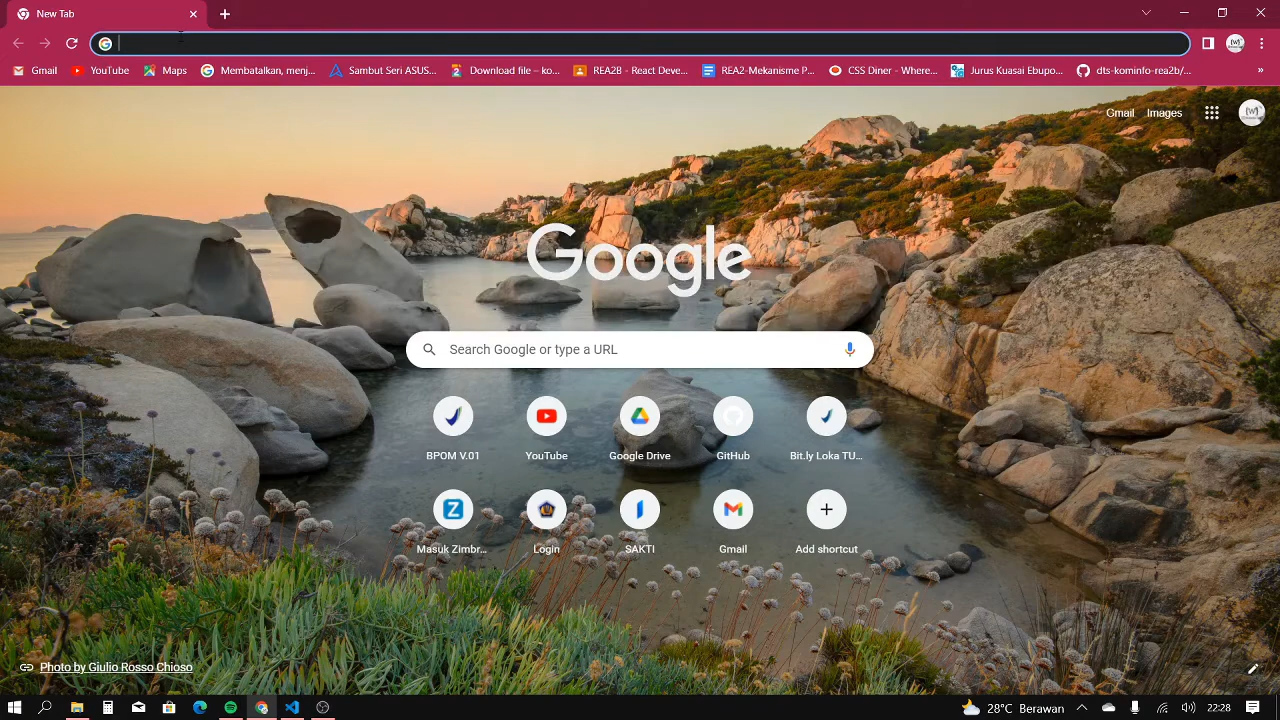 New Tab
Gmail
YouTube
Maps
Membatalkan, menj...
Sambut Seri ASUS...
Download file – ko...
REA2B - React Deve...
REA2-Mekanisme P...
CSS Diner - Where...
Jurus Kuasai Ebupo...
dts-kominfo-rea2b/...
»
Gmail
Images
Google
Search Google or type a URL
BPOM V.01
YouTube
Google Drive
GitHub
Bit.ly Loka TU...
Masuk Zimbr...
Login
SAKTI
Gmail
Add shortcut
Photo by Giulio Rosso Chioso
28°C Berawan
22:28